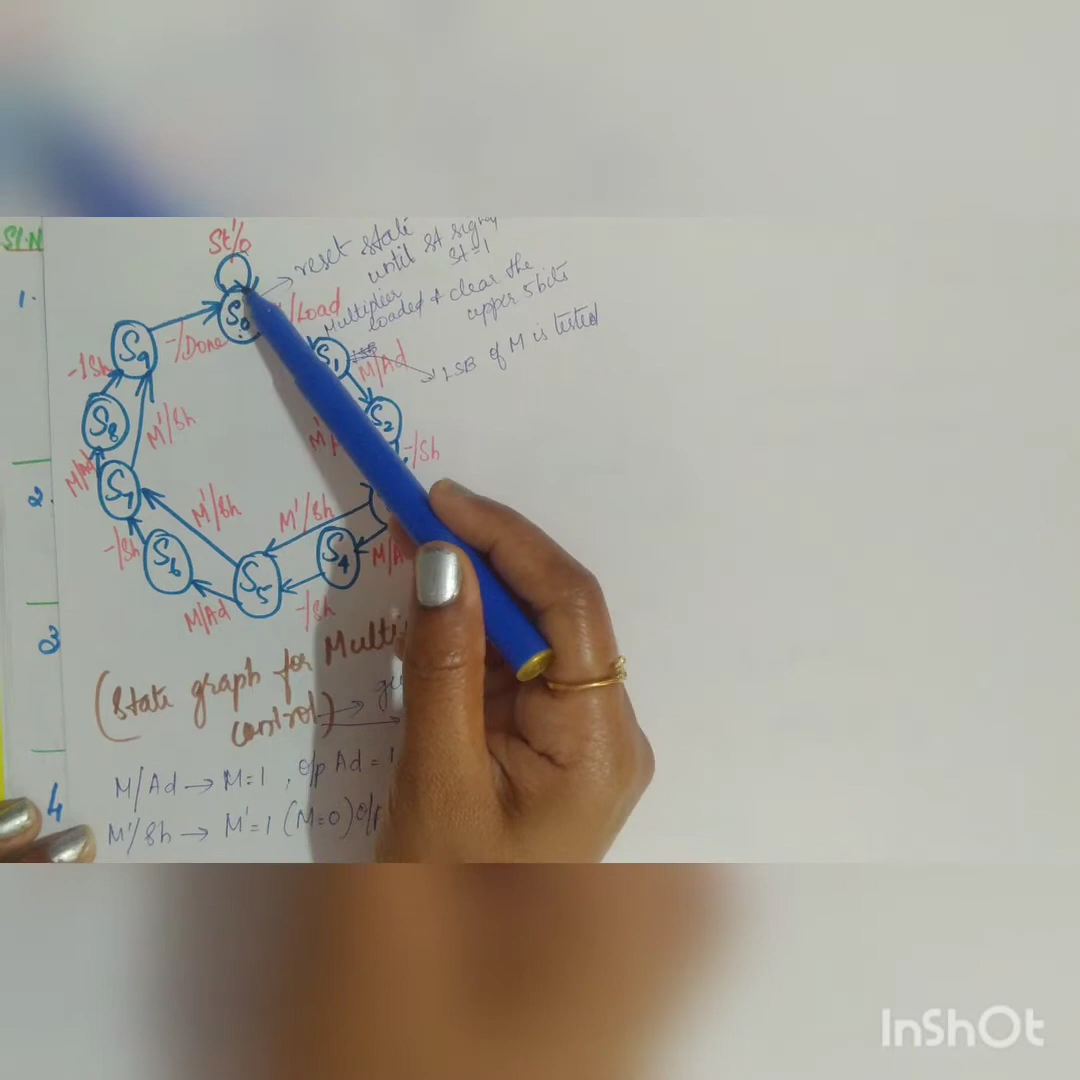 Sl.N
St'/0
→ reset state
until st signal
St=1
S0
/Load
Multiplier
loaded & clear the
upper 5 bits
-/Done
S9
S1
LSB
M/Ad
LSB of M is tested
1.
-/Sh
S8
S2
M'/Sh
M'/
-/Sh
M/Ad
S7
2.
M'/Sh
M'/Sh
-/Sh
S6
S5
S4
M/A
M/Ad
-/Sh
3
(State graph for Multi
control) →
M/Ad → M=1 , o/p Ad = 1
4
M'/Sh → M'=1 (M=0) o/p
InShOt